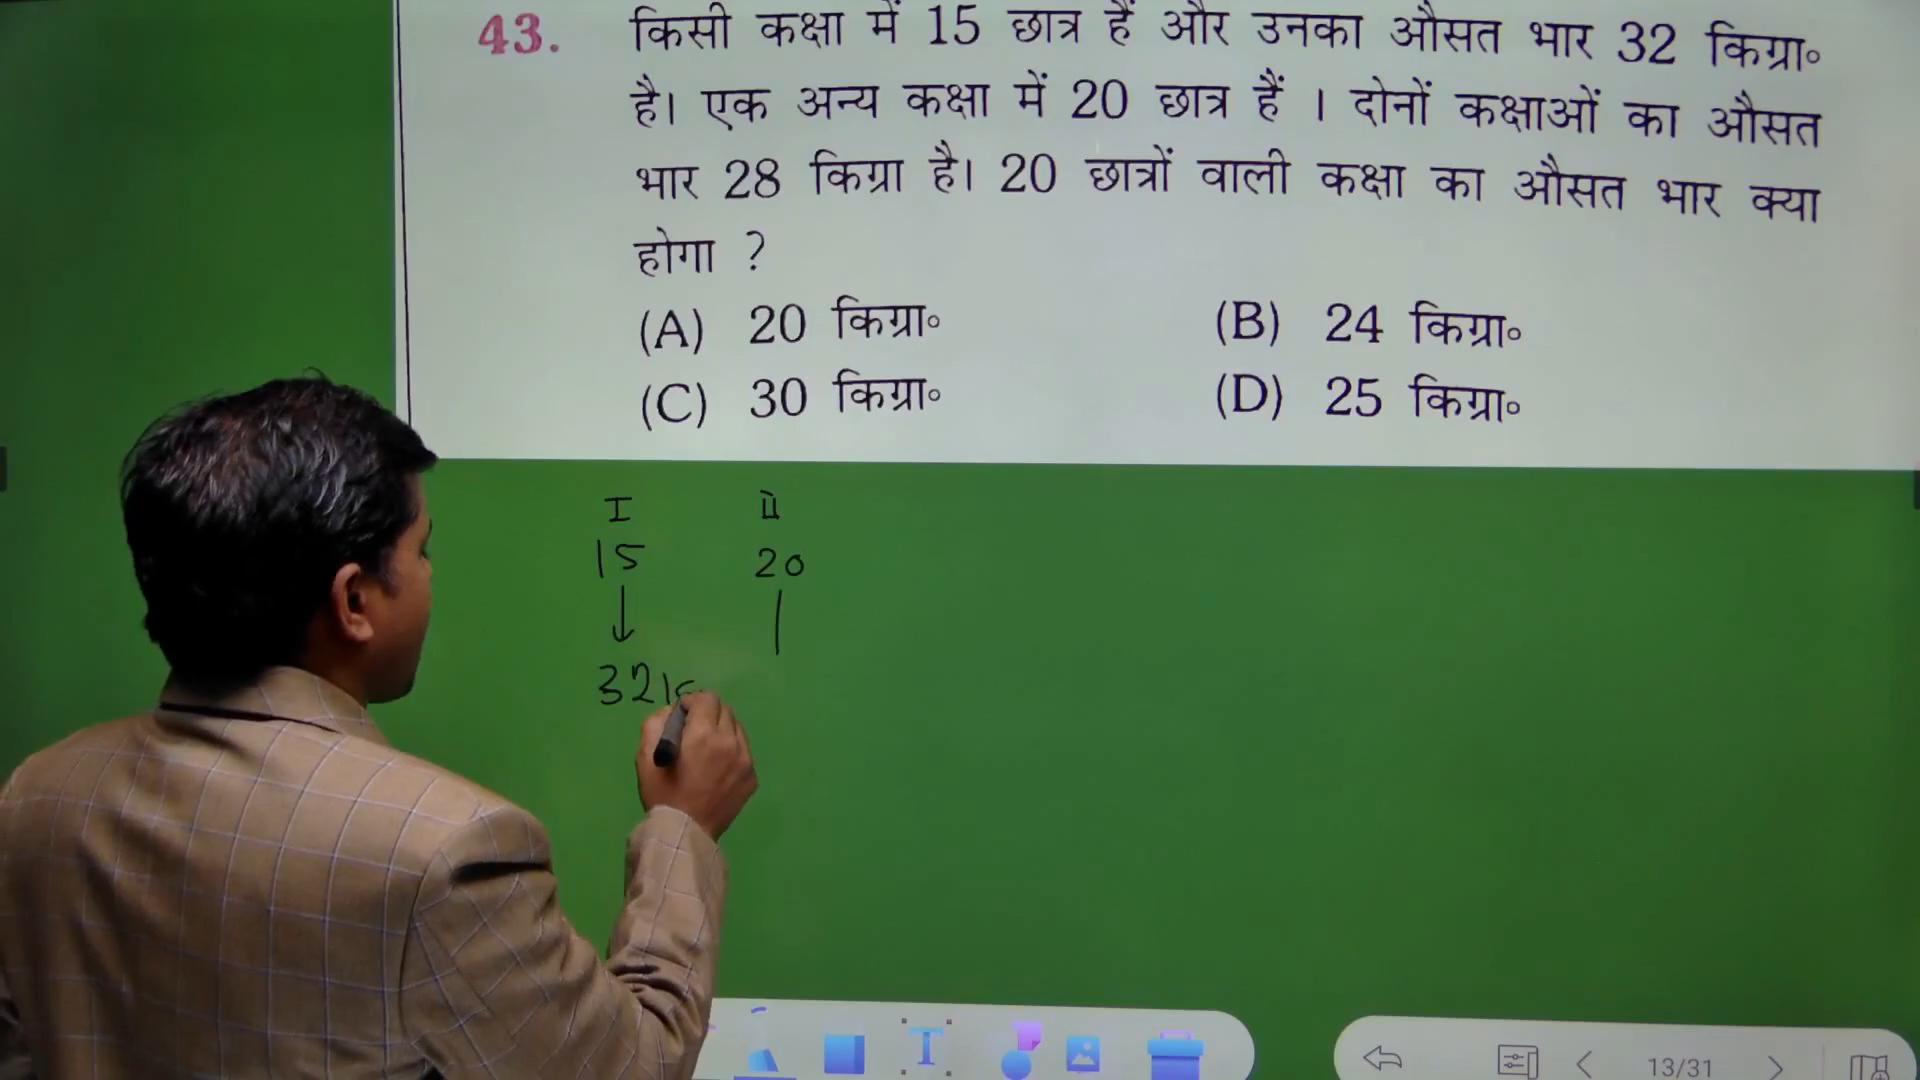 43. किसी कक्षा में 15 छात्र हैं और उनका औसत भार 32 किग्रा॰
है। एक अन्य कक्षा में 20 छात्र हैं । दोनों कक्षाओं का औसत
भार 28 किग्रा है। 20 छात्रों वाली कक्षा का औसत भार क्या
होगा ?
(A) 20 किग्रा॰ (B) 24 किग्रा॰
(C) 30 किग्रा॰ (D) 25 किग्रा॰
I II
15 20
32
T
13/31